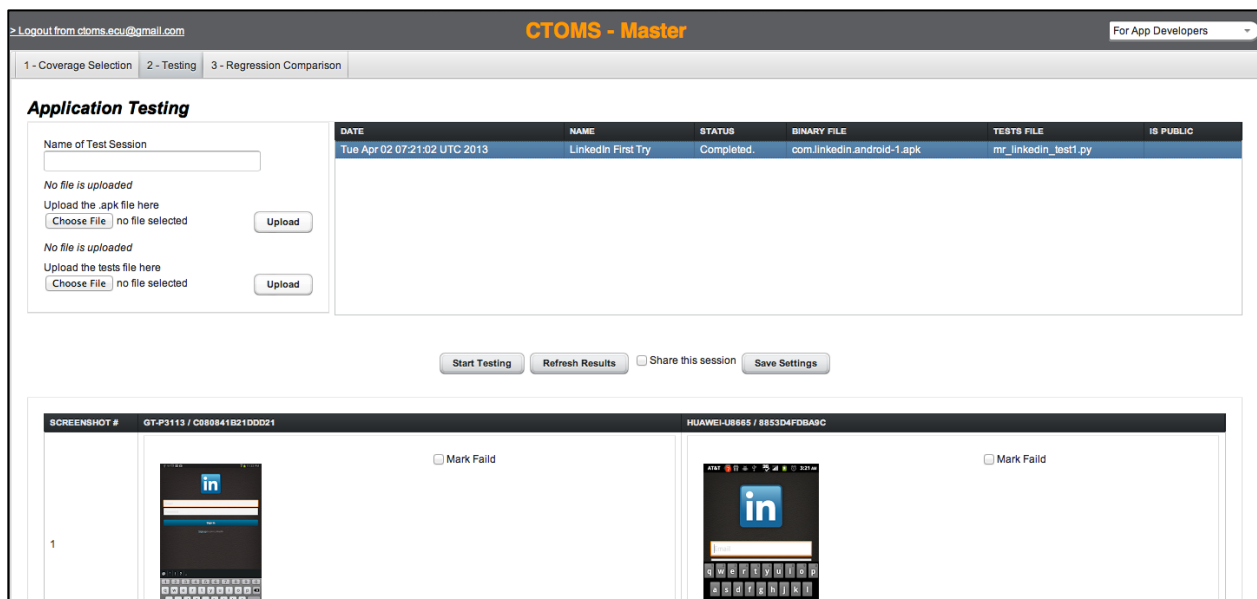 > Logout from ctoms.ecu@gmail.com
CTOMS - Master
For App Developers
1 - Coverage Selection 2 - Testing 3 - Regression Comparison
Application Testing
Name of Test Session
No file is uploaded
Upload the .apk file here
Choose File no file selected Upload
No file is uploaded
Upload the tests file here
Choose File no file selected Upload
DATE NAME STATUS BINARY FILE TESTS FILE IS PUBLIC
Tue Apr 02 07:21:02 UTC 2013 LinkedIn First Try Completed. com.linkedin.android-1.apk mr_linkedin_test1.py
Start Testing Refresh Results Share this session Save Settings
SCREENSHOT # GT-P3113 / C080841B21DDD21 HUAWEI-U8665 / 8853D4FDBA9C
1
Mark Faild
in
Mark Faild
AT&T 3:21 AM
in
Email
q w e r t y u i o p
a s d f g h j k l